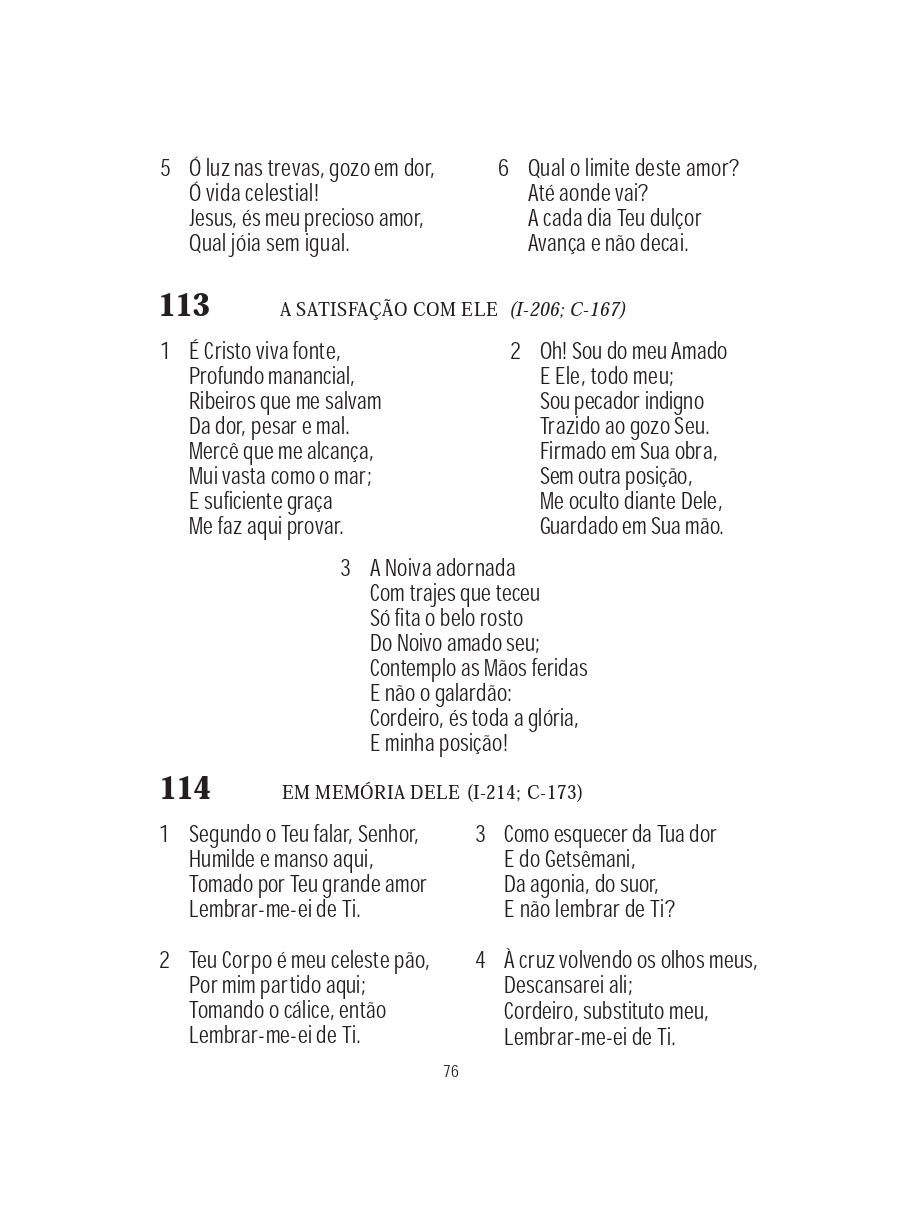 5 Ó luz nas trevas, gozo em dor,
Ó vida celestial!
Jesus, és meu precioso amor,
Qual jóia sem igual.
6 Qual o limite deste amor?
Até aonde vai?
A cada dia Teu dulçor
Avança e não decai.
113 A SATISFAÇÃO COM ELE (I-206; C-167)
1 É Cristo viva fonte,
Profundo manancial,
Ribeiros que me salvam
Da dor, pesar e mal.
Mercê que me alcança,
Mui vasta como o mar;
E suficiente graça
Me faz aqui provar.
2 Oh! Sou do meu Amado
E Ele, todo meu;
Sou pecador indigno
Trazido ao gozo Seu.
Firmado em Sua obra,
Sem outra posição,
Me oculto diante Dele,
Guardado em Sua mão.
3 A Noiva adornada
Com trajes que teceu
Só fita o belo rosto
Do Noivo amado seu;
Contemplo as Mãos feridas
E não o galardão:
Cordeiro, és toda a glória,
E minha posição!
114 EM MEMÓRIA DELE (I-214; C-173)
1 Segundo o Teu falar, Senhor,
Humilde e manso aqui,
Tomado por Teu grande amor
Lembrar-me-ei de Ti.
2 Teu Corpo é meu celeste pão,
Por mim partido aqui;
Tomando o cálice, então
Lembrar-me-ei de Ti.
3 Como esquecer da Tua dor
E do Getsêmani,
Da agonia, do suor,
E não lembrar de Ti?
4 À cruz volvendo os olhos meus,
Descansarei ali;
Cordeiro, substituto meu,
Lembrar-me-ei de Ti.
76